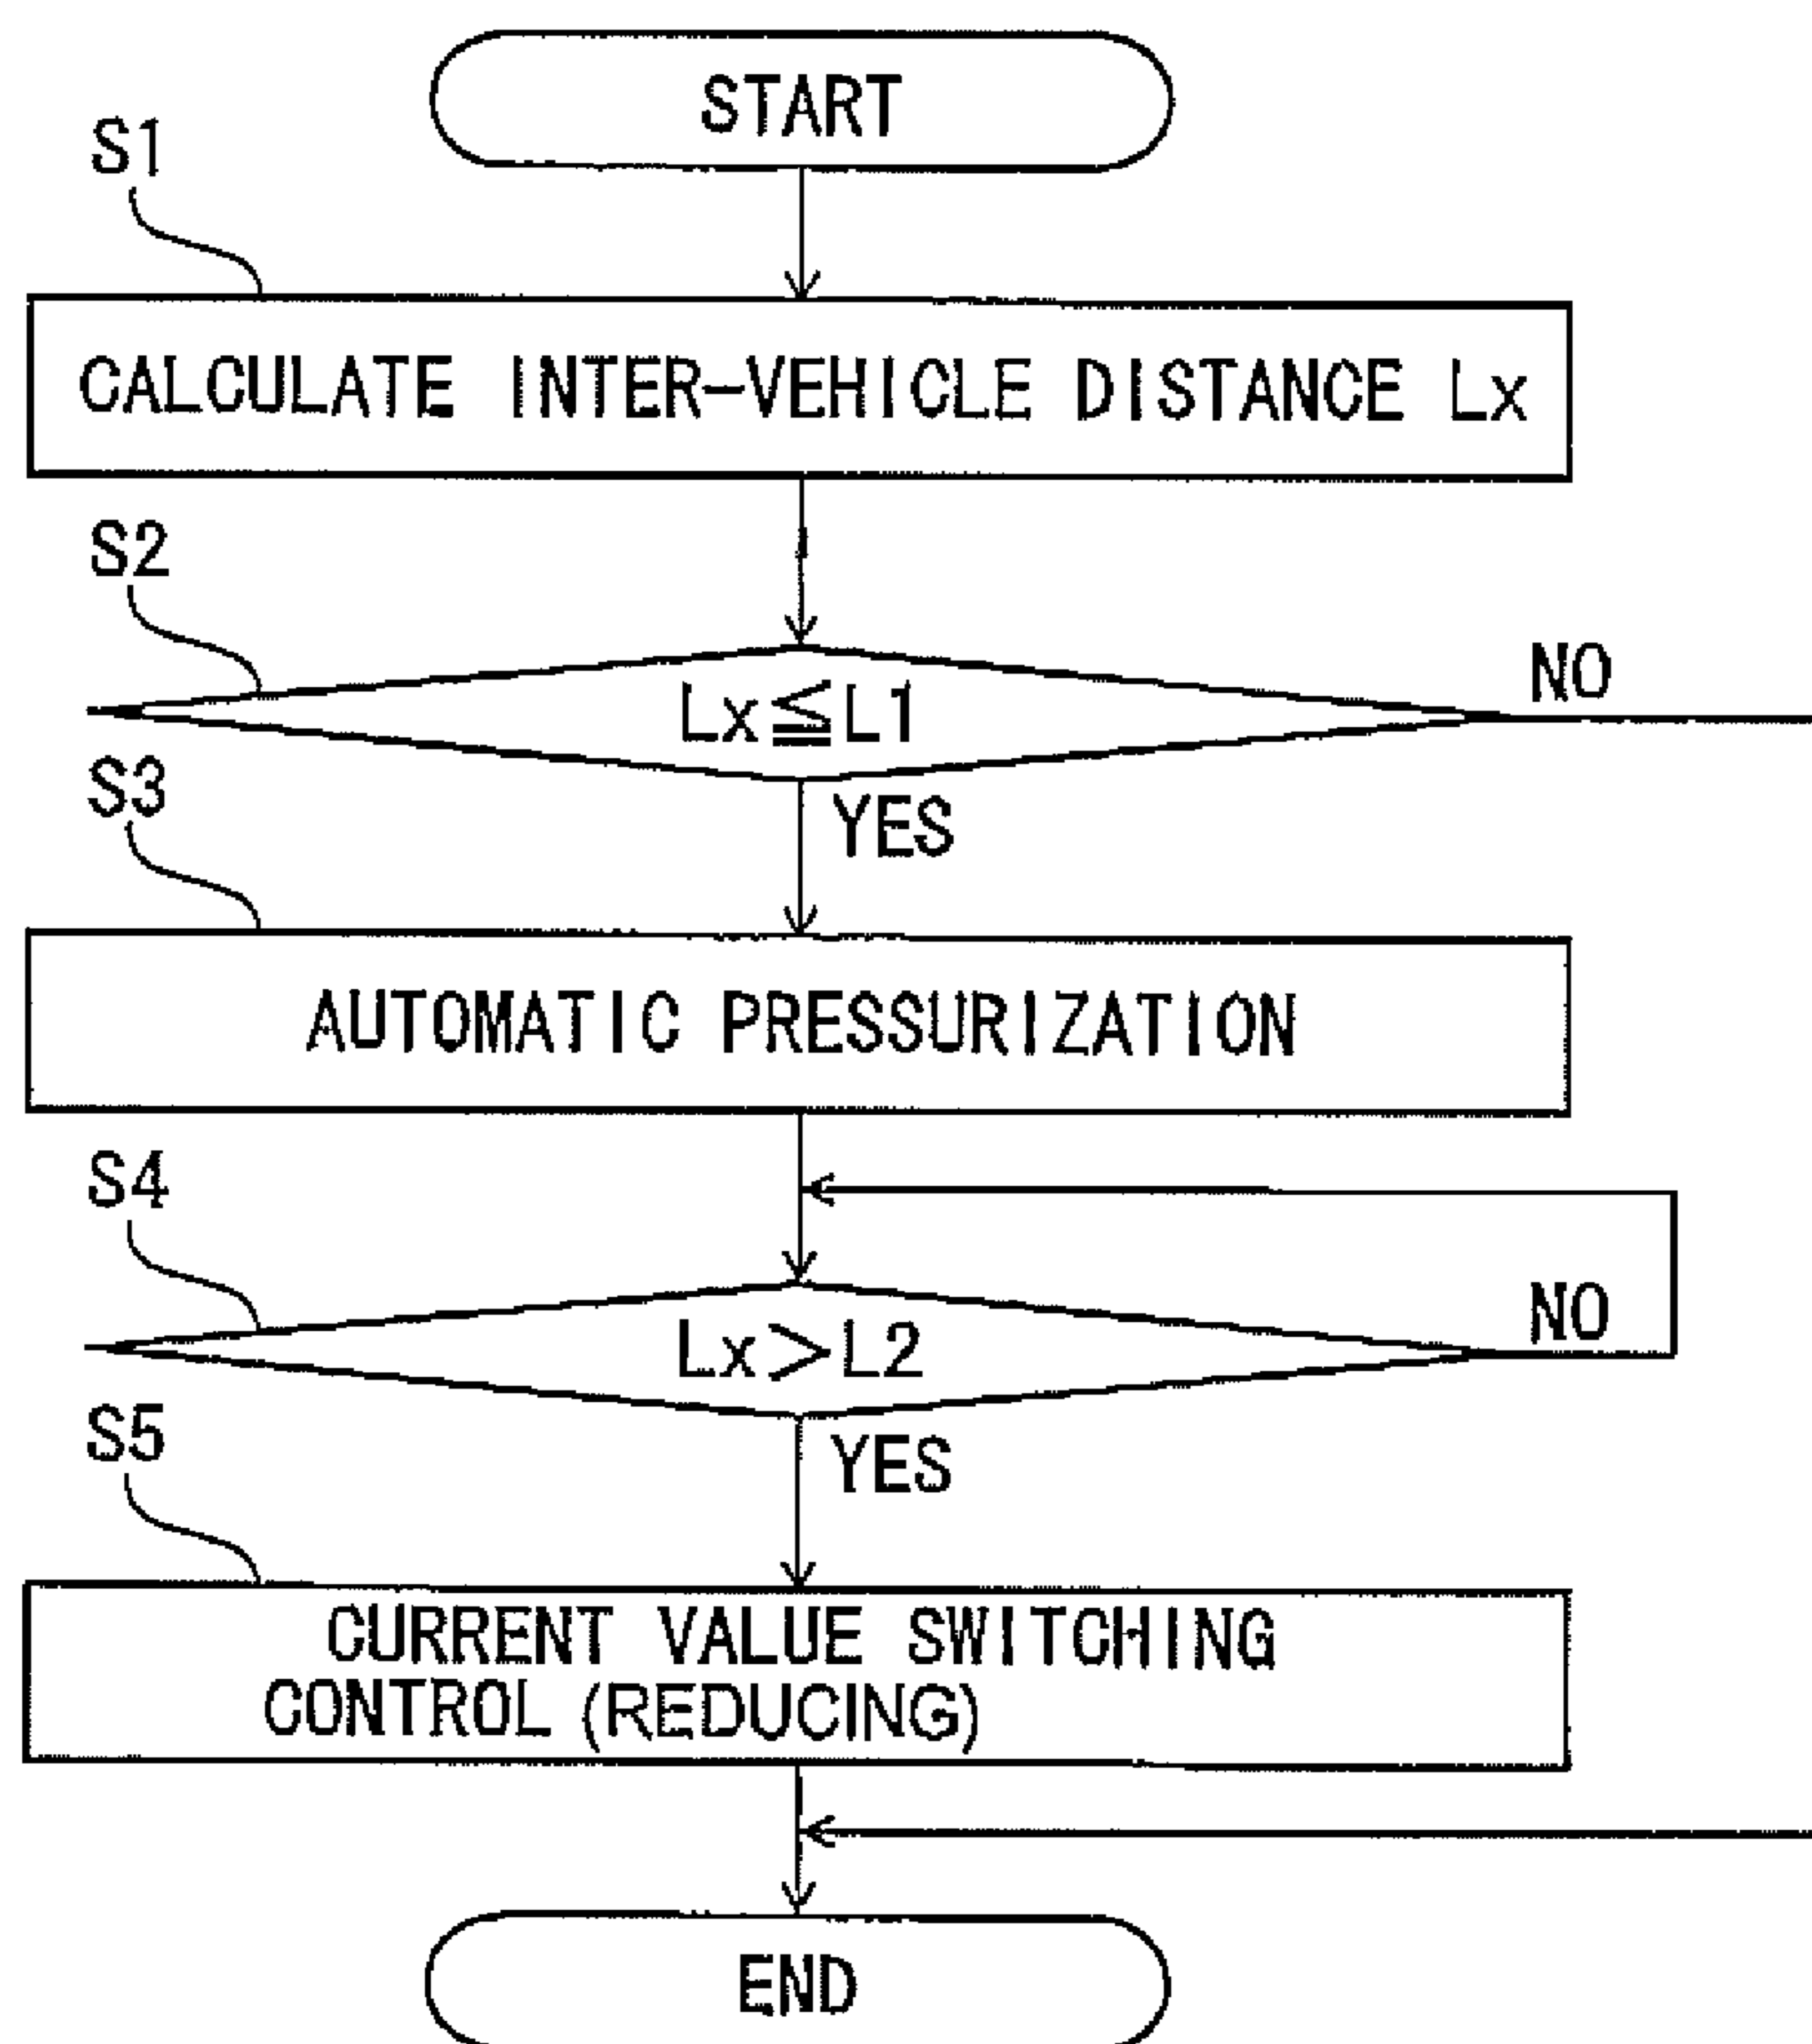 START
S1
CALCULATE INTER-VEHICLE DISTANCE Lx
S2
Lx≦L1
NO
YES
S3
AUTOMATIC PRESSURIZATION
S4
Lx>L2
NO
YES
S5
CURRENT VALUE SWITCHING
CONTROL (REDUCING)
END